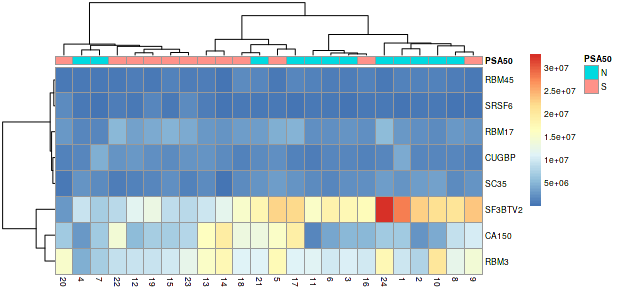 PSA50
RBM45
SRSF6
RBM17
CUGBP
SC35
SF3BTV2
CA150
RBM3
20 4 7 22 12 19 15 23 13 14 18 21 5 17 11 6 3 16 24 1 2 10 8 9
3e+07
2.5e+07
2e+07
1.5e+07
1e+07
5e+06
PSA50
N
S